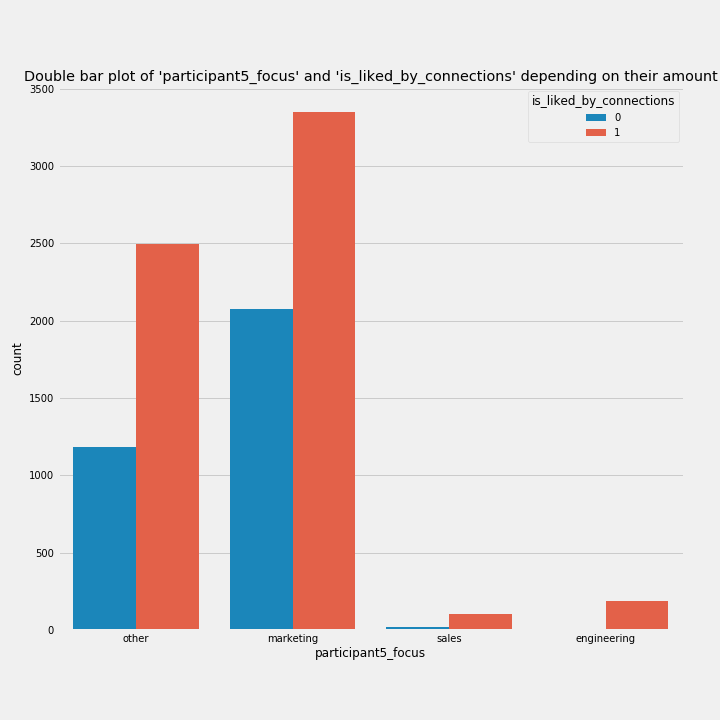 Double bar plot of 'participant5_focus' and 'is_liked_by_connections' depending on their amount
3500
3000
2500
2000
1500
1000
500
0
count
is_liked_by_connections
0
1
other marketing sales engineering
participant5_focus